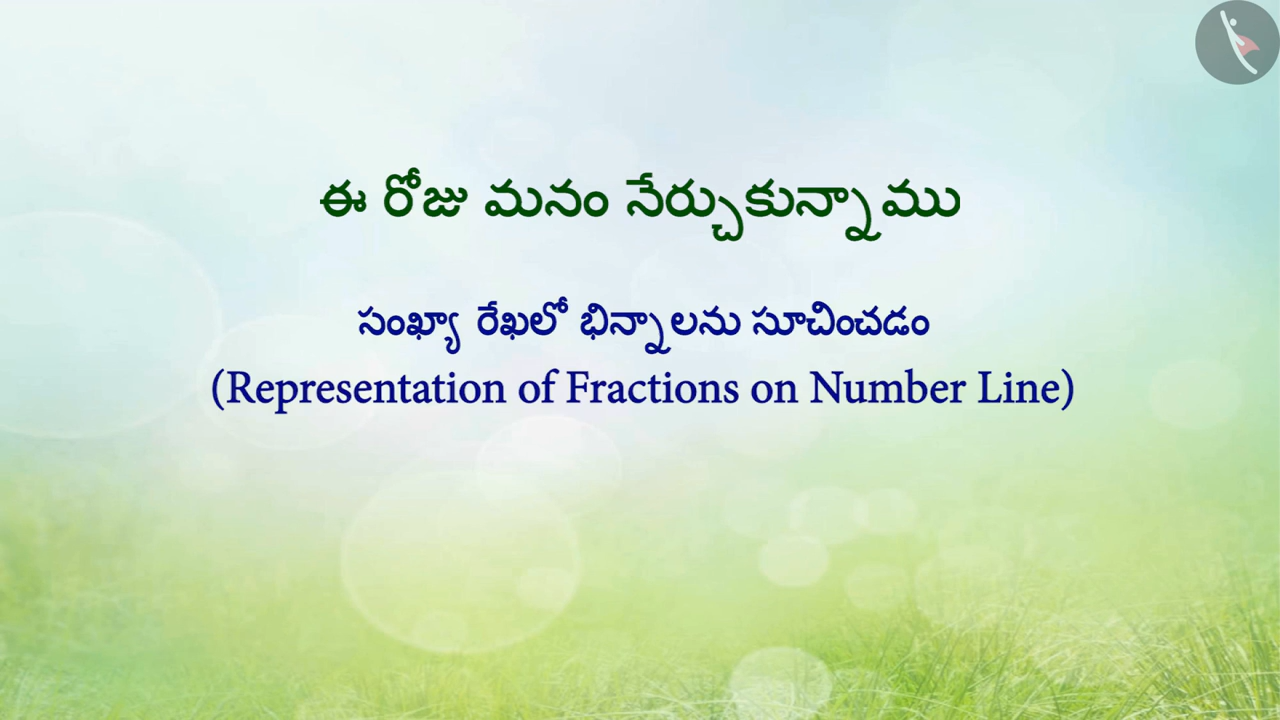 ఈ రోజు మనం నేర్చుకున్నాము
సంఖ్యా రేఖలో భిన్నాలను సూచించడం
(Representation of Fractions on Number Line)